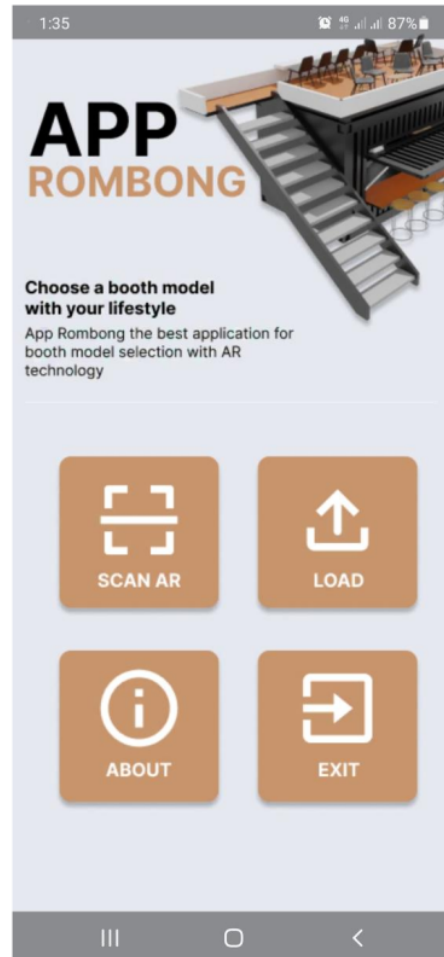 1:35
4G
87%
APP
ROMBONG
Choose a booth model
with your lifestyle
App Rombong the best application for
booth model selection with AR
technology
SCAN AR
LOAD
ABOUT
EXIT